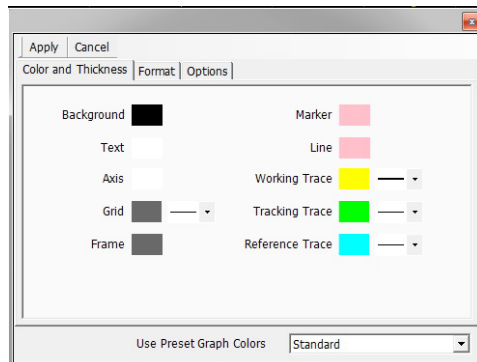 Apply Cancel
Color and Thickness Format Options
Background Marker
Text Line
Axis Working Trace
Grid Tracking Trace
Frame Reference Trace
Use Preset Graph Colors Standard